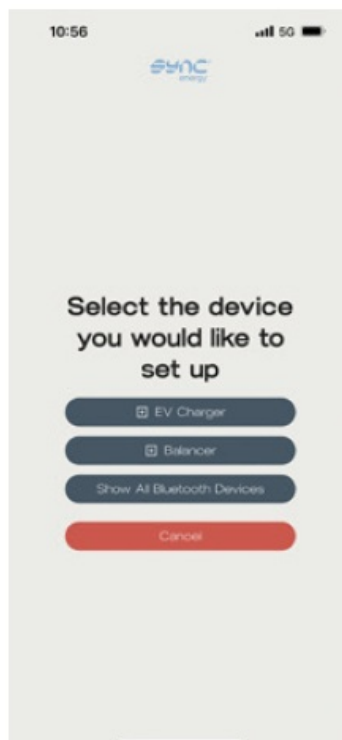 10:56
5G
sync
energy
Select the device
you would like to
set up
EV Charger
Balancer
Show All Bluetooth Devices
Cancel